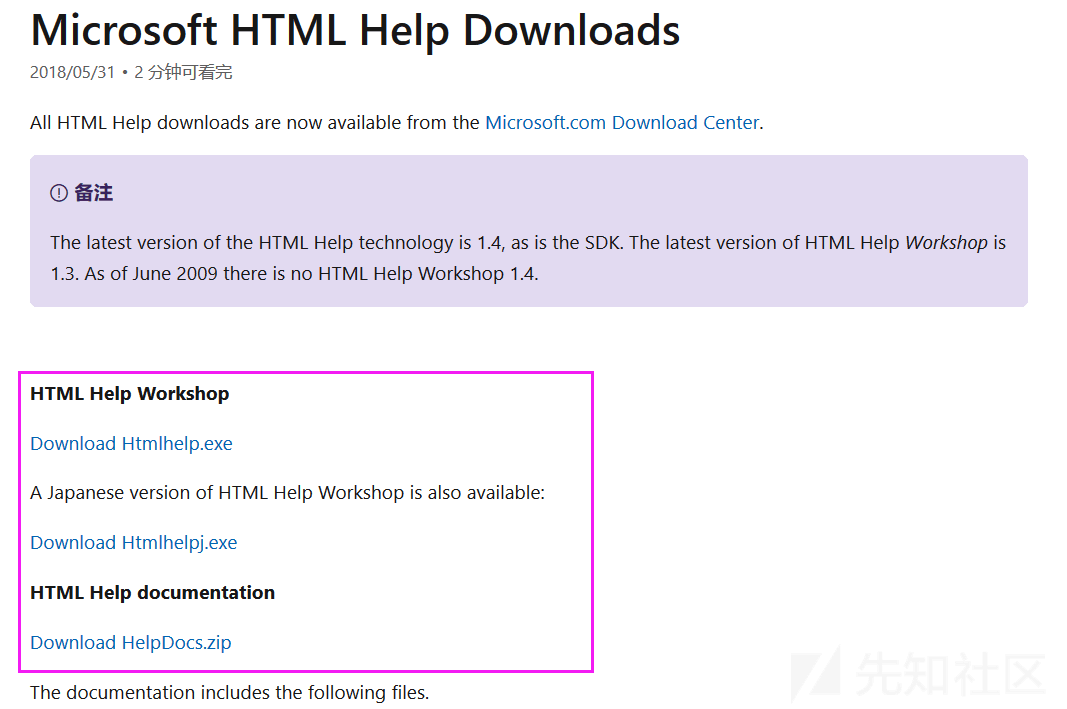 Microsoft HTML Help Downloads
2018/05/31 • 2 分钟可看完
All HTML Help downloads are now available from the Microsoft.com Download Center.
备注
The latest version of the HTML Help technology is 1.4, as is the SDK. The latest version of HTML Help Workshop is
1.3. As of June 2009 there is no HTML Help Workshop 1.4.
HTML Help Workshop
Download Htmlhelp.exe
A Japanese version of HTML Help Workshop is also available:
Download Htmlhelpj.exe
HTML Help documentation
Download HelpDocs.zip
The documentation includes the following files.
先知社区